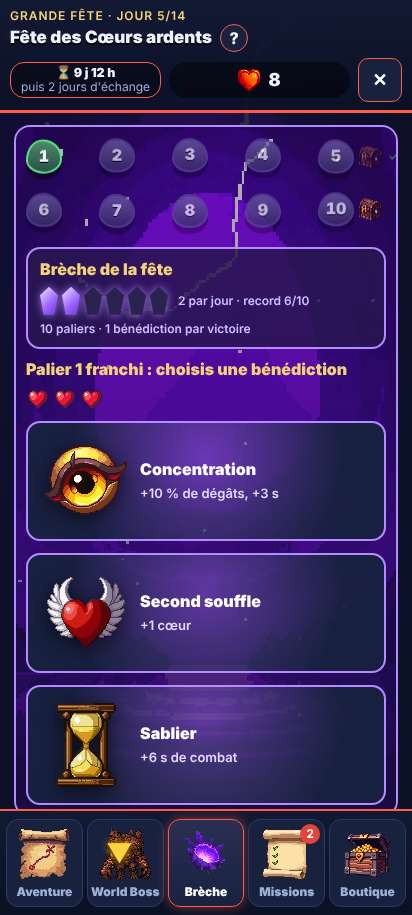 GRANDE FÊTE · JOUR 5/14
Fête des Cœurs ardents ?
⏳ 9 j 12 h
puis 2 jours d'échange
8
×
1 2 3 4 5
6 7 8 9 10
Brèche de la fête
2 par jour · record 6/10
10 paliers · 1 bénédiction par victoire
Palier 1 franchi : choisis une bénédiction
Concentration
+10 % de dégâts, +3 s
Second souffle
+1 cœur
Sablier
+6 s de combat
2
Aventure World Boss Brèche Missions Boutique